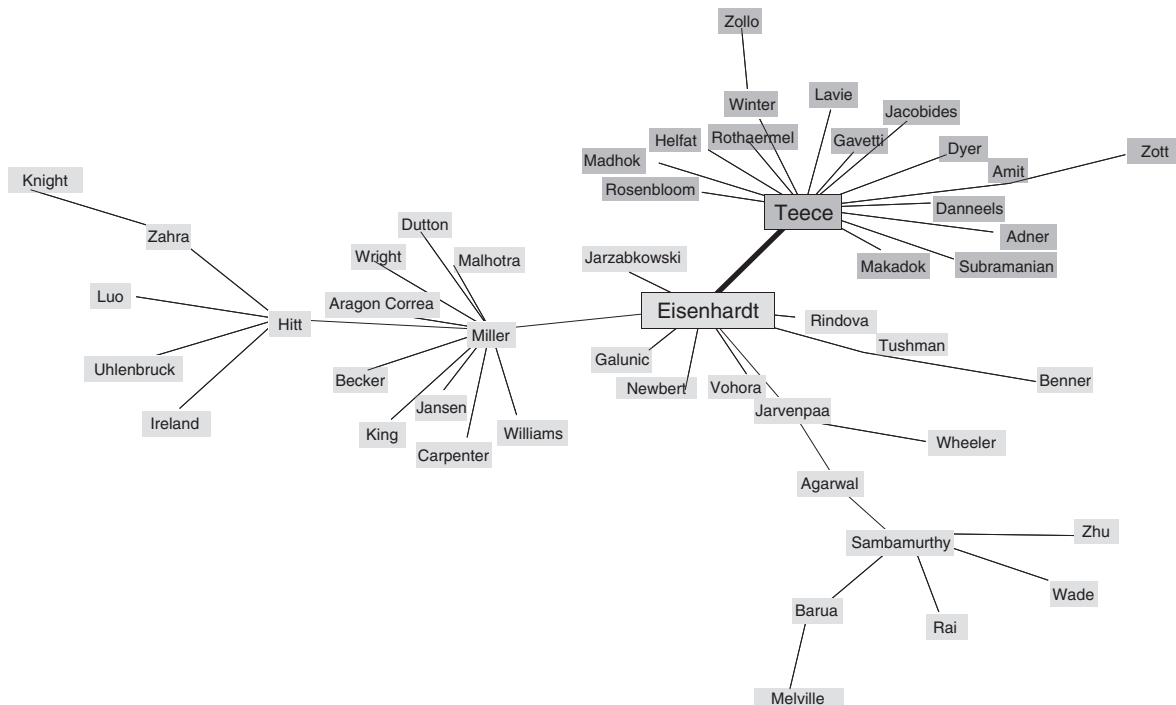 Zollo
Lavie
Winter
Jacobides
Rothaermel
Helfat
Gavetti
Dyer
Zott
Madhok
Amit
Knight
Rosenbloom
Danneels
Teece
Dutton
Zahra
Adner
Wright
Malhotra
Jarzabkowski
Makadok
Subramanian
Luo
Aragon Correa
Eisenhardt
Hitt
Rindova
Miller
Tushman
Galunic
Uhlenbruck
Becker
Benner
Newbert
Vohora
Jansen
Jarvenpaa
Ireland
King
Williams
Wheeler
Carpenter
Agarwal
Zhu
Sambamurthy
Wade
Barua
Rai
Melville